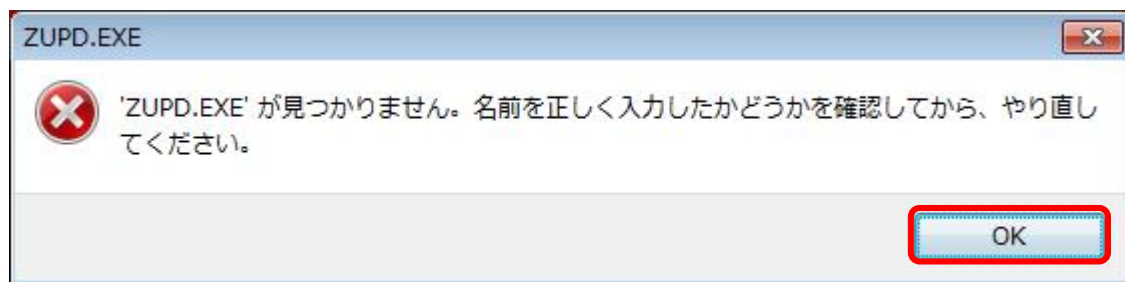 ZUPD.EXE
'ZUPD.EXE' が見つかりません。名前を正しく入力したかどうかを確認してから、やり直し
てください。
OK